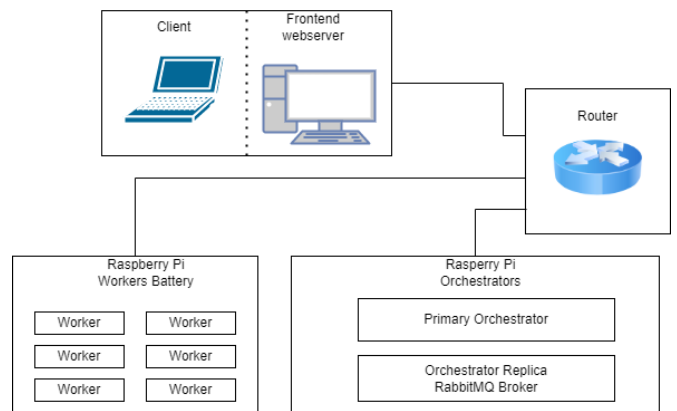 Client
Frontend
webserver
Router
Raspberry Pi
Workers Battery
Worker
Worker
Worker
Worker
Worker
Worker
Rasperry Pi
Orchestrators
Primary Orchestrator
Orchestrator Replica
RabbitMQ Broker